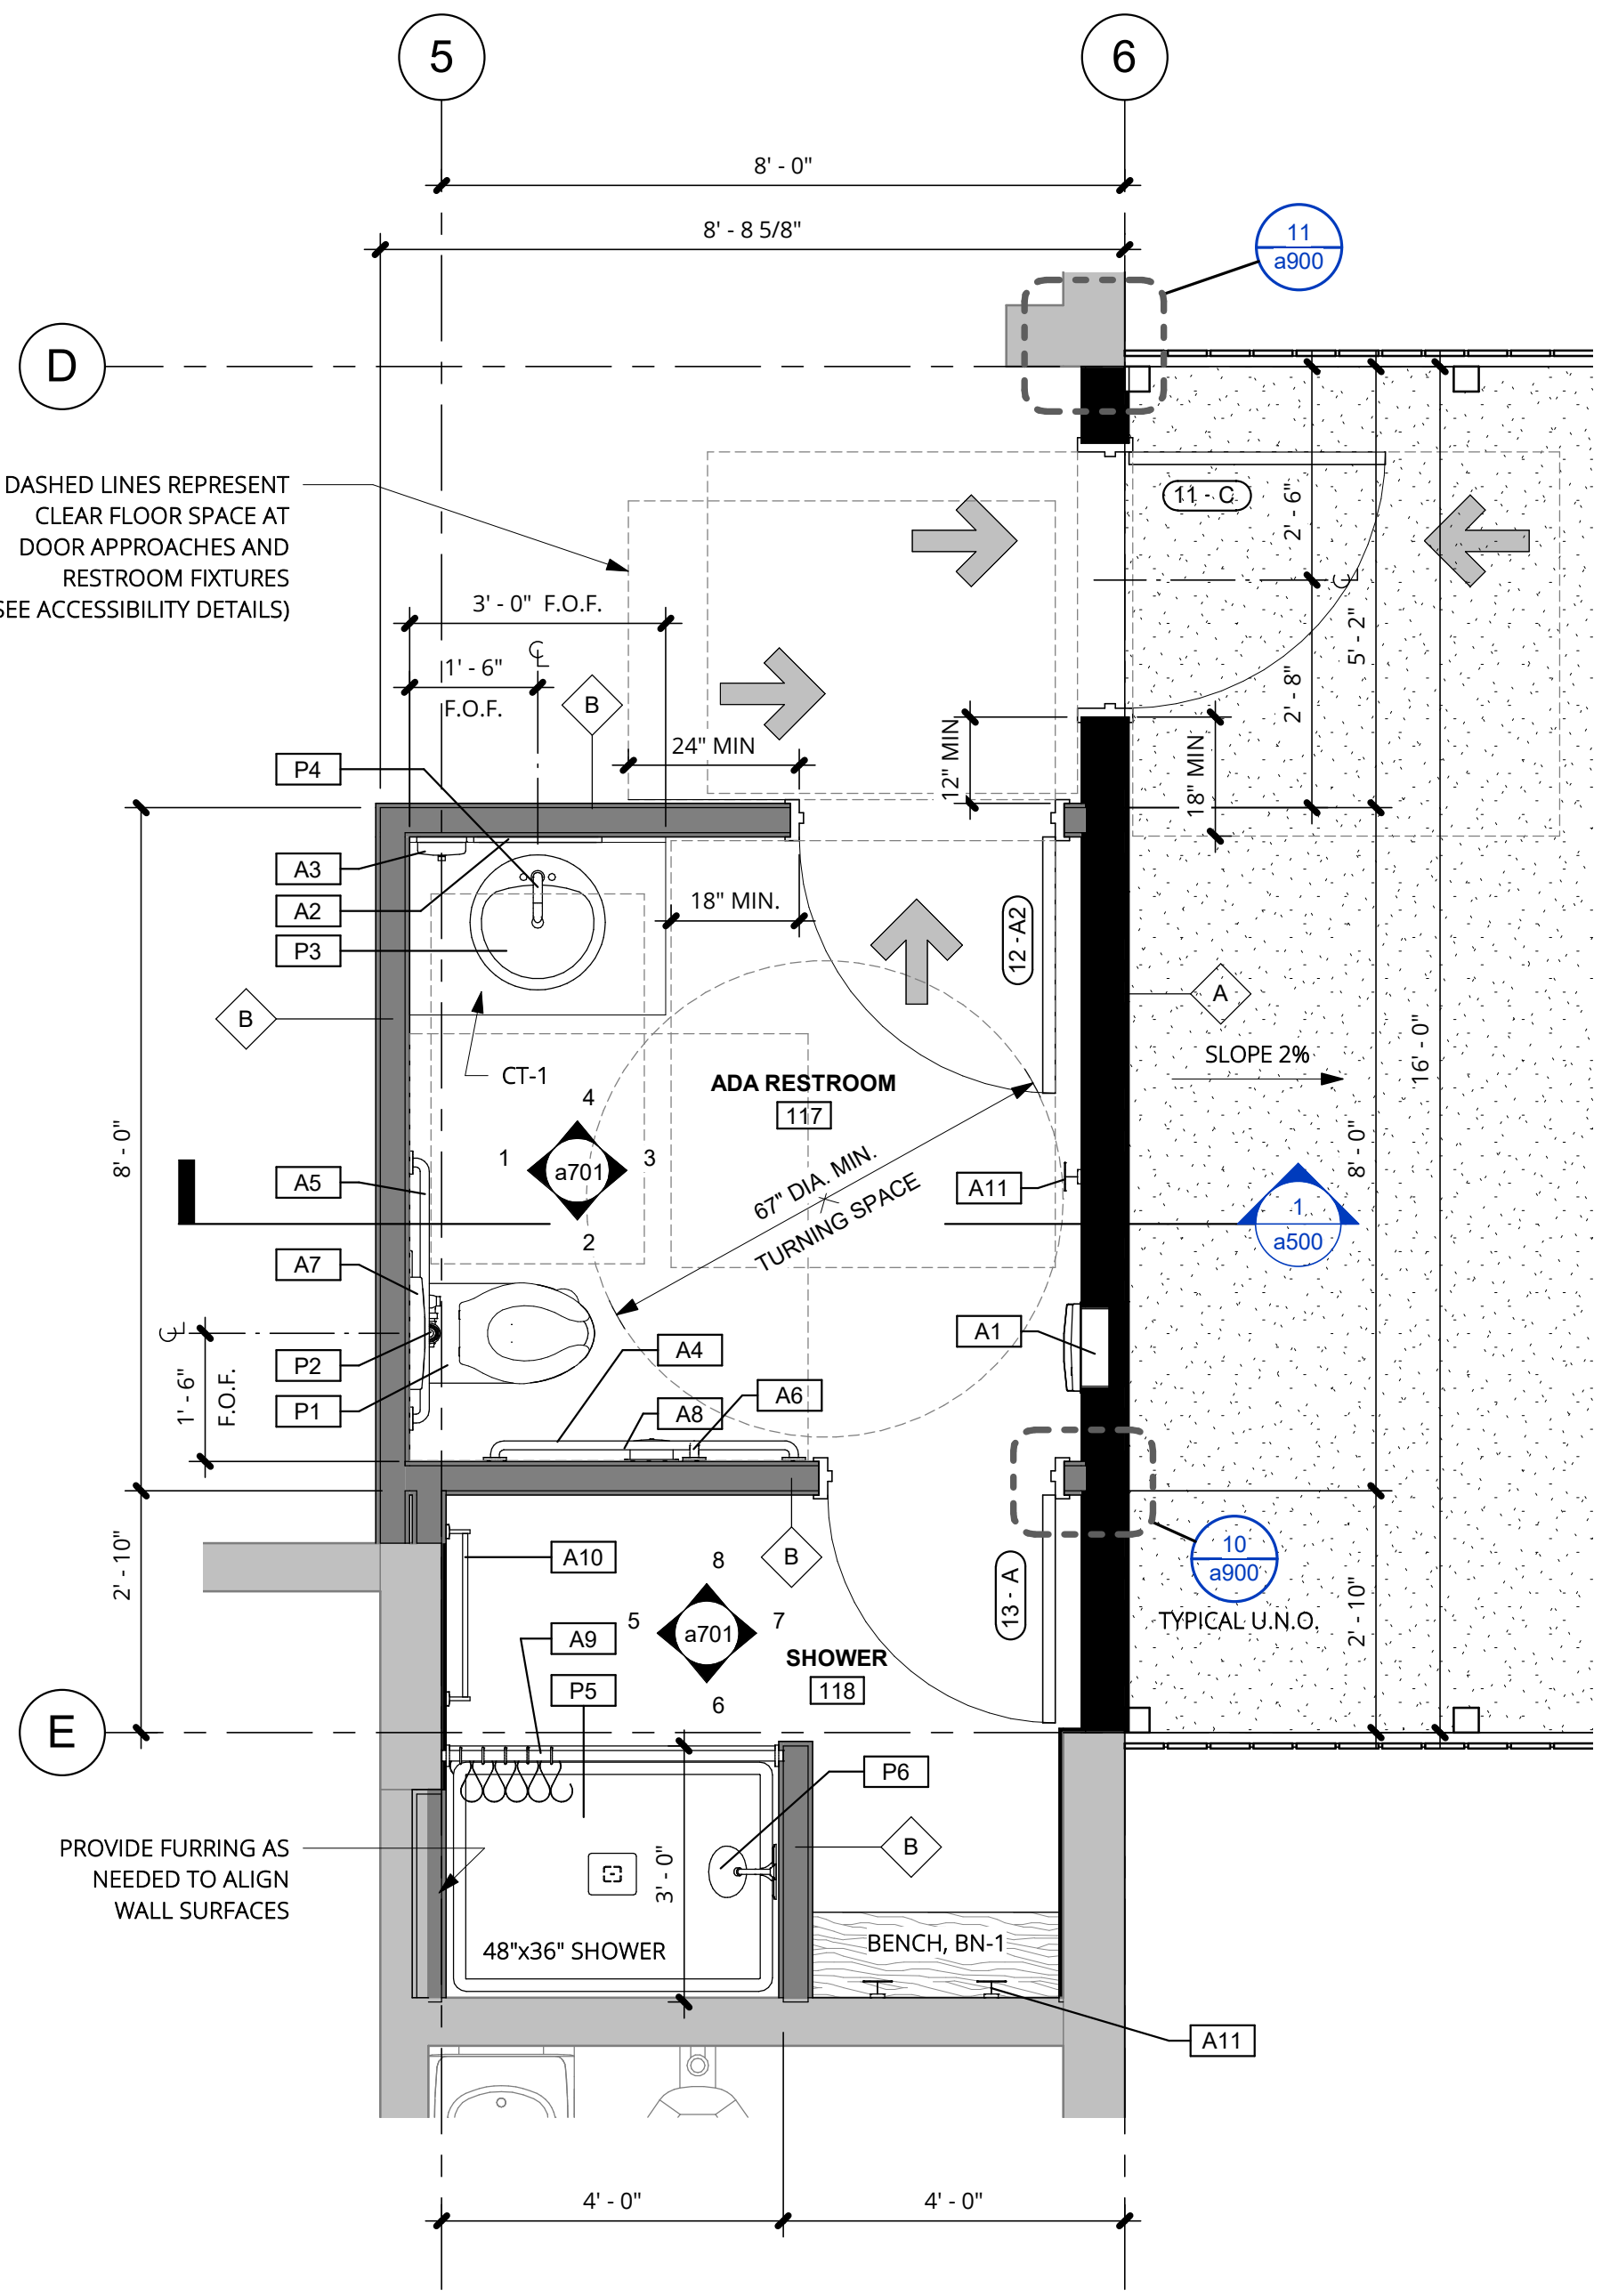 5
6
8' - 0"
8' - 8 5/8"
11
a900
D
DASHED LINES REPRESENT
CLEAR FLOOR SPACE AT
DOOR APPROACHES AND
RESTROOM FIXTURES
SEE ACCESSIBILITY DETAILS)
11 - C
2' - 6"
3' - 0" F.O.F.
5' - 2"
1' - 6"
F.O.F.
B
2' - 8"
24" MIN
12" MIN
18" MIN
P4
A3
A2
P3
18" MIN.
12 - A2
B
A
SLOPE 2%
16' - 0"
CT-1
ADA RESTROOM
117
4
1
a701
3
2
8' - 0"
67" DIA. MIN.
TURNING SPACE
A5
A11
8' - 0"
1
a500
A7
A1
P2
A4
1' - 6"
F.O.F.
P1
A8
A6
2' - 10"
A10
B
10
a900
TYPICAL U.N.O.
13 - A
2' - 10"
8
5
a701
7
6
A9
P5
SHOWER
118
E
P6
PROVIDE FURRING AS
NEEDED TO ALIGN
WALL SURFACES
B
3' - 0"
48"x36" SHOWER
BENCH, BN-1
A11
4' - 0"
4' - 0"